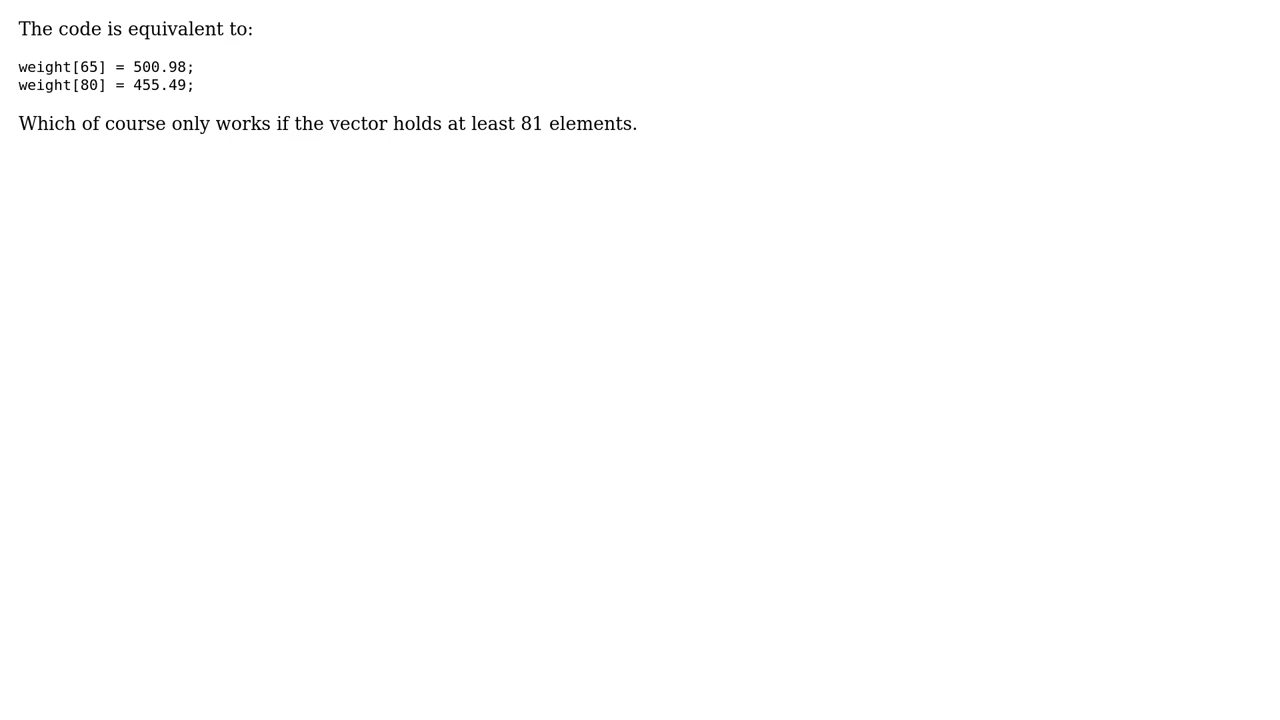 The code is equivalent to:
weight[65] = 500.98;
weight[80] = 455.49;
Which of course only works if the vector holds at least 81 elements.